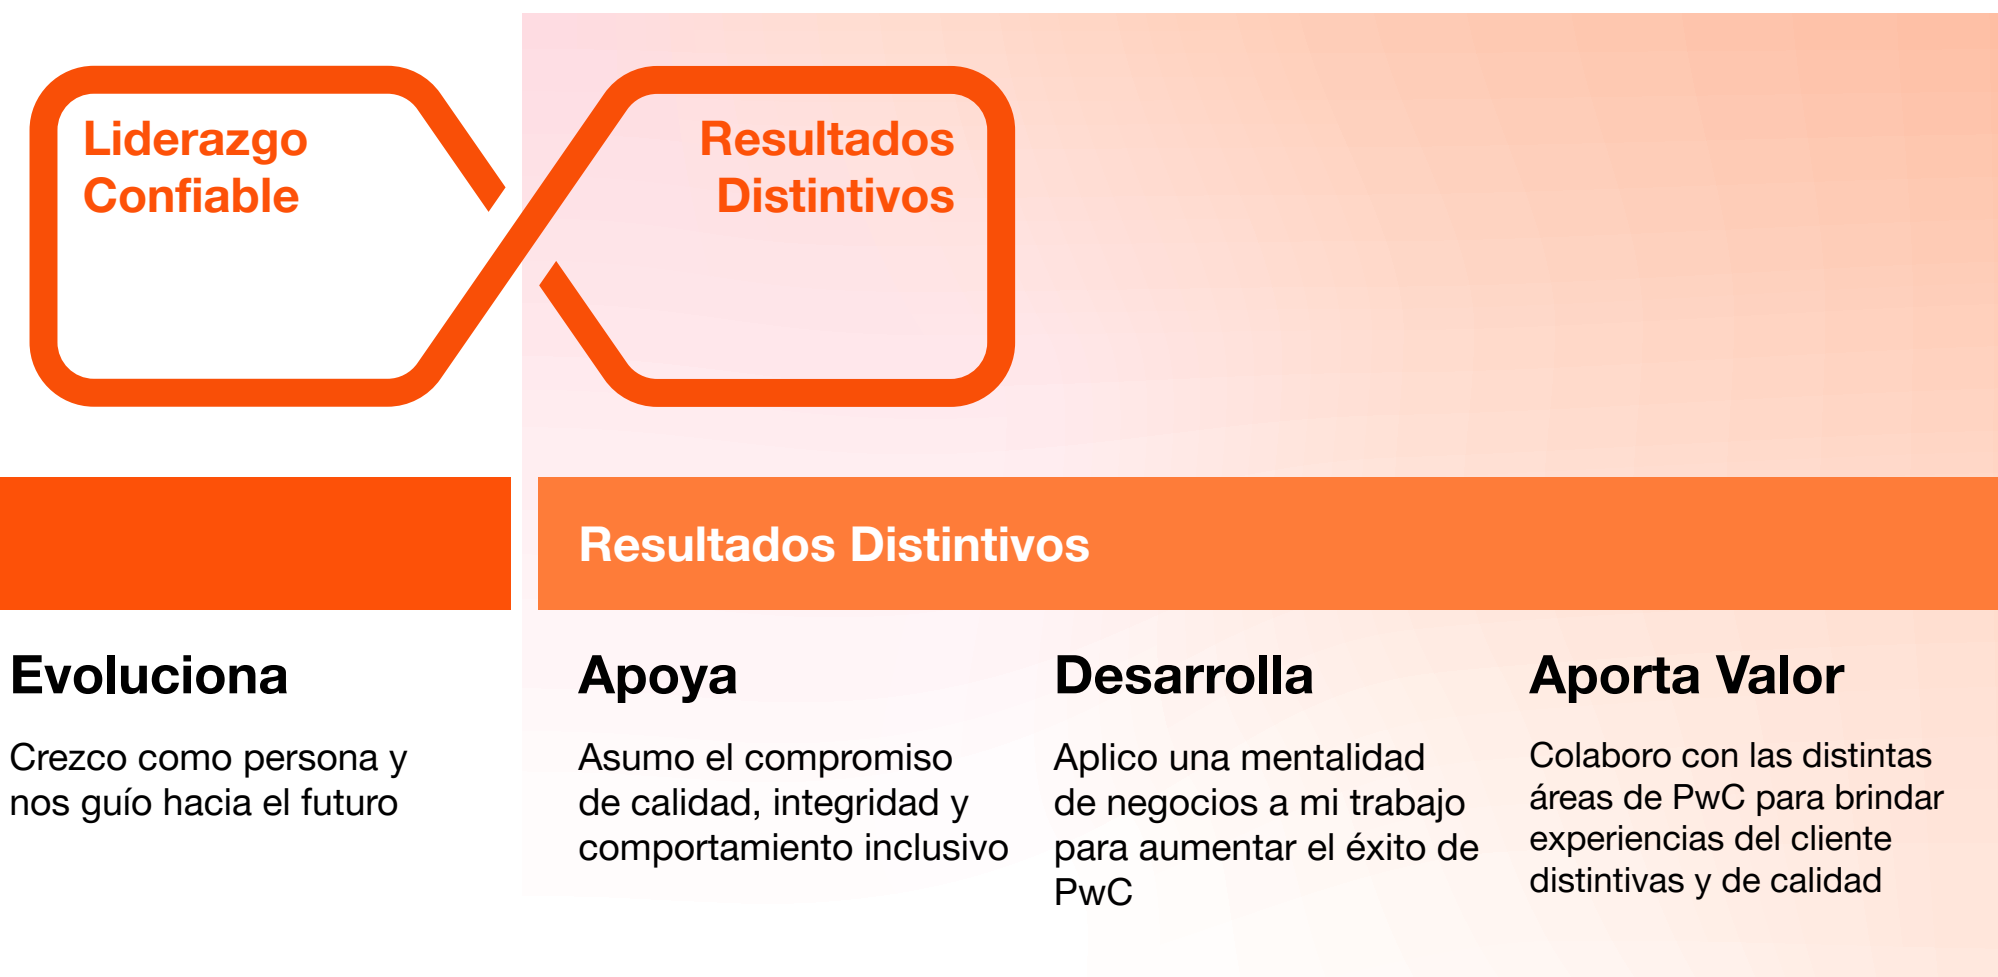 Liderazgo
Confiable
Resultados
Distintivos
Resultados Distintivos
Evoluciona
Crezco como persona y
nos guío hacia el futuro
Apoya
Asumo el compromiso
de calidad, integridad y
comportamiento inclusivo
Desarrolla
Aplico una mentalidad
de negocios a mi trabajo
para aumentar el éxito de
PwC
Aporta Valor
Colaboro con las distintas
áreas de PwC para brindar
experiencias del cliente
distintivas y de calidad